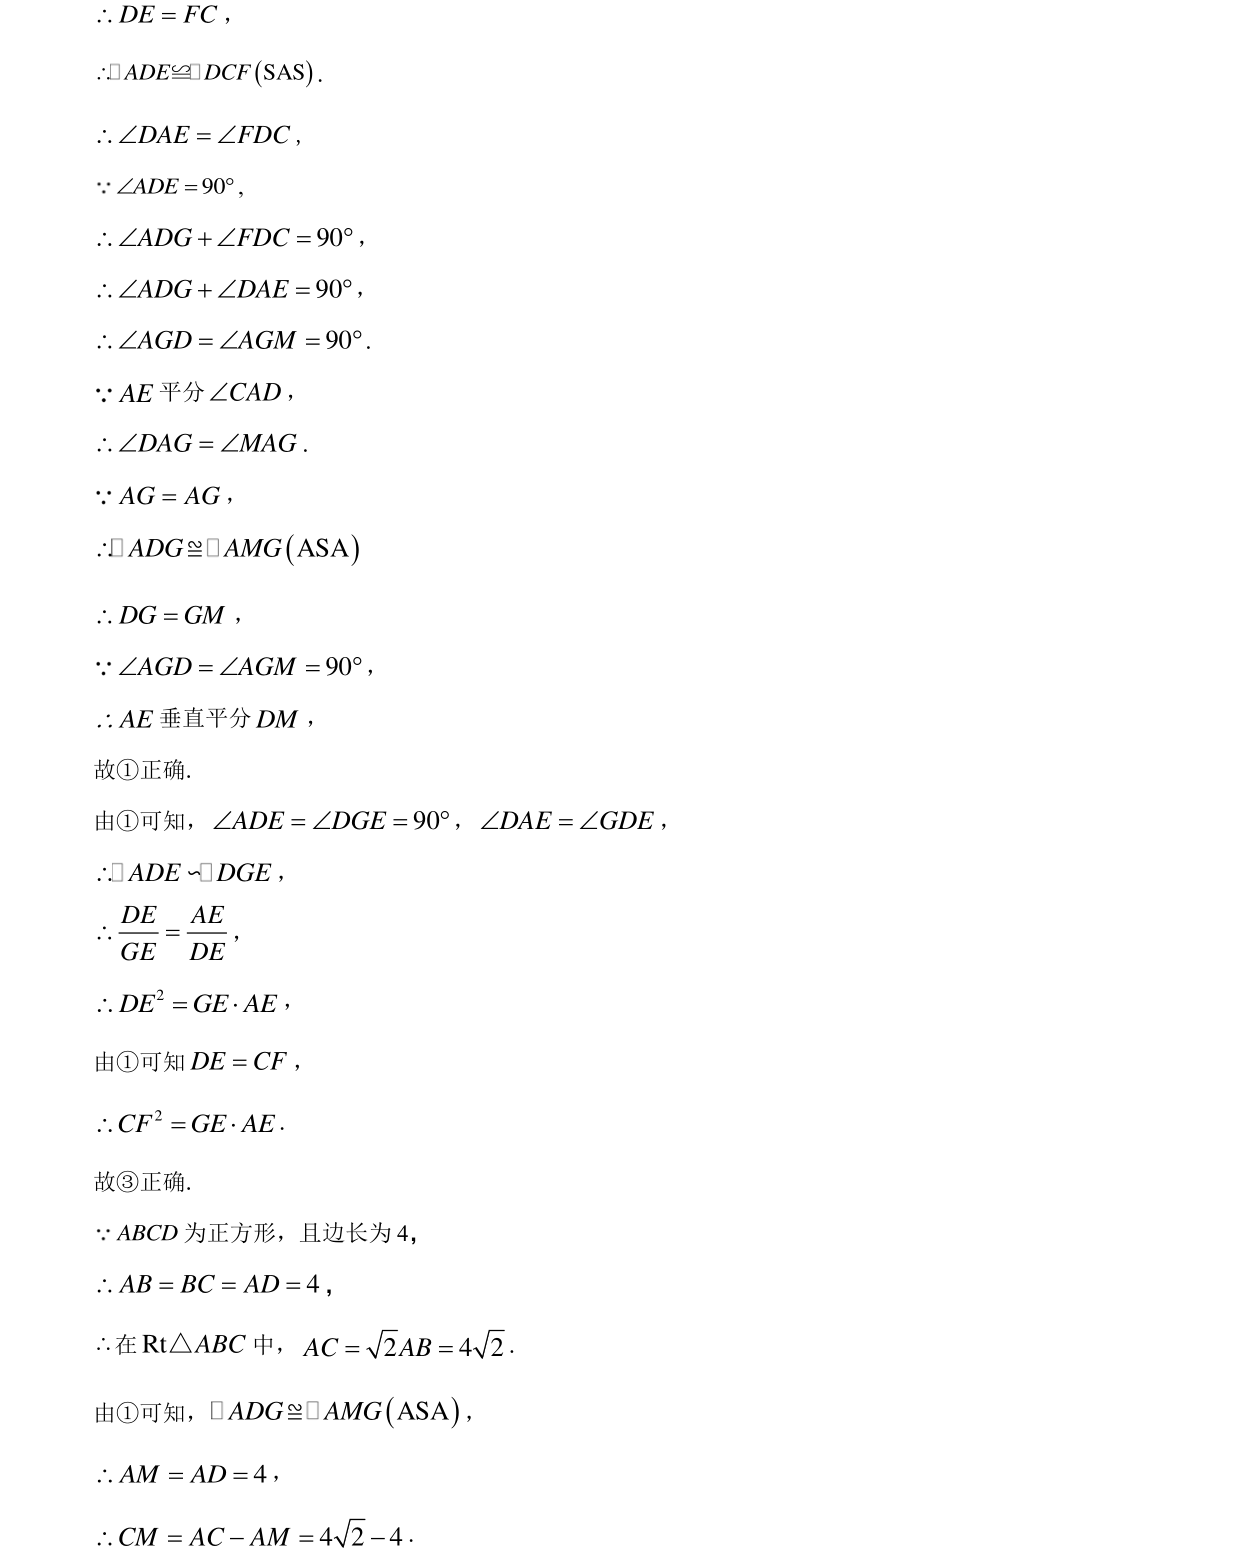 ∴DE = FC，
∴□ADE≌□DCF(SAS).
∴∠DAE = ∠FDC，
∵∠ADE = 90°，
∴∠ADG + ∠FDC = 90°，
∴∠ADG + ∠DAE = 90°，
∴∠AGD = ∠AGM = 90°.
∵AE 平分∠CAD，
∴∠DAG = ∠MAG.
∵AG = AG，
∴□ADG≌□AMG(ASA)
∴DG = GM，
∵∠AGD = ∠AGM = 90°，
∴AE 垂直平分DM，
故①正确.
由①可知，∠ADE = ∠DGE = 90°，∠DAE = ∠GDE，
∴□ADE∽□DGE，
∴DE/GE = AE/DE，
∴DE² = GE·AE，
由①可知DE = CF，
∴CF² = GE·AE.
故③正确.
∵ABCD 为正方形，且边长为 4，
∴AB = BC = AD = 4，
∴在 Rt△ABC 中，AC = √2AB = 4√2.
由①可知，□ADG≌□AMG(ASA)，
∴AM = AD = 4，
∴CM = AC − AM = 4√2 − 4.